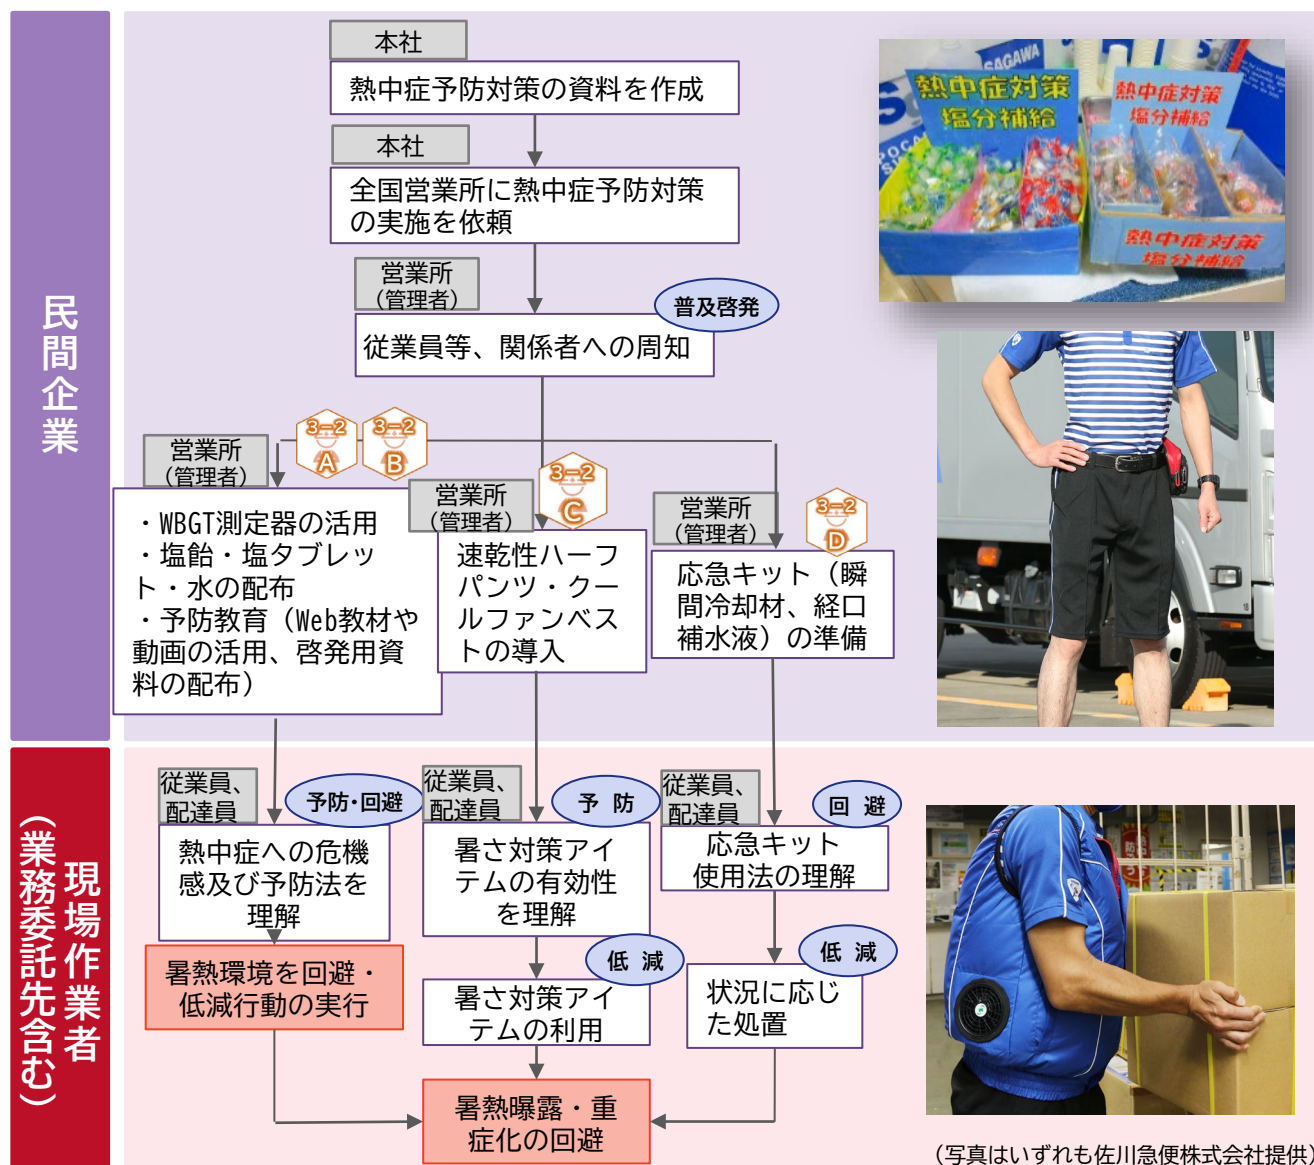 民間企業
本社
熱中症予防対策の資料を作成
本社
全国営業所に熱中症予防対策
の実施を依頼
営業所
（管理者）
普及啓発
従業員等、関係者への周知
3-2
A
3-2
B
営業所
（管理者）
・WBGT測定器の活用
・塩飴・塩タブレッ
ト・水の配布
・予防教育（Web教材や
動画の活用、啓発用資
料の配布）
3-2
C
営業所
（管理者）
速乾性ハーフ
パンツ・クー
ルファンベス
トの導入
3-2
D
営業所
（管理者）
応急キット（瞬
間冷却材、経口
補水液）の準備
SAGAWA
熱中症対策
塩分補給
熱中症対策
塩分補給
熱中症対策
塩分補給
現場作業者
（業務委託先含む）
従業員、
配達員
予防・回避
熱中症への危機
感及び予防法を
理解
暑熱環境を回避・
低減行動の実行
従業員、
配達員
予 防
暑さ対策アイ
テムの有効性
を理解
低 減
暑さ対策アイ
テムの利用
従業員、
配達員
回 避
応急キット
使用法の理解
低 減
状況に応じ
た処置
暑熱曝露・重
症化の回避
（写真はいずれも佐川急便株式会社提供）